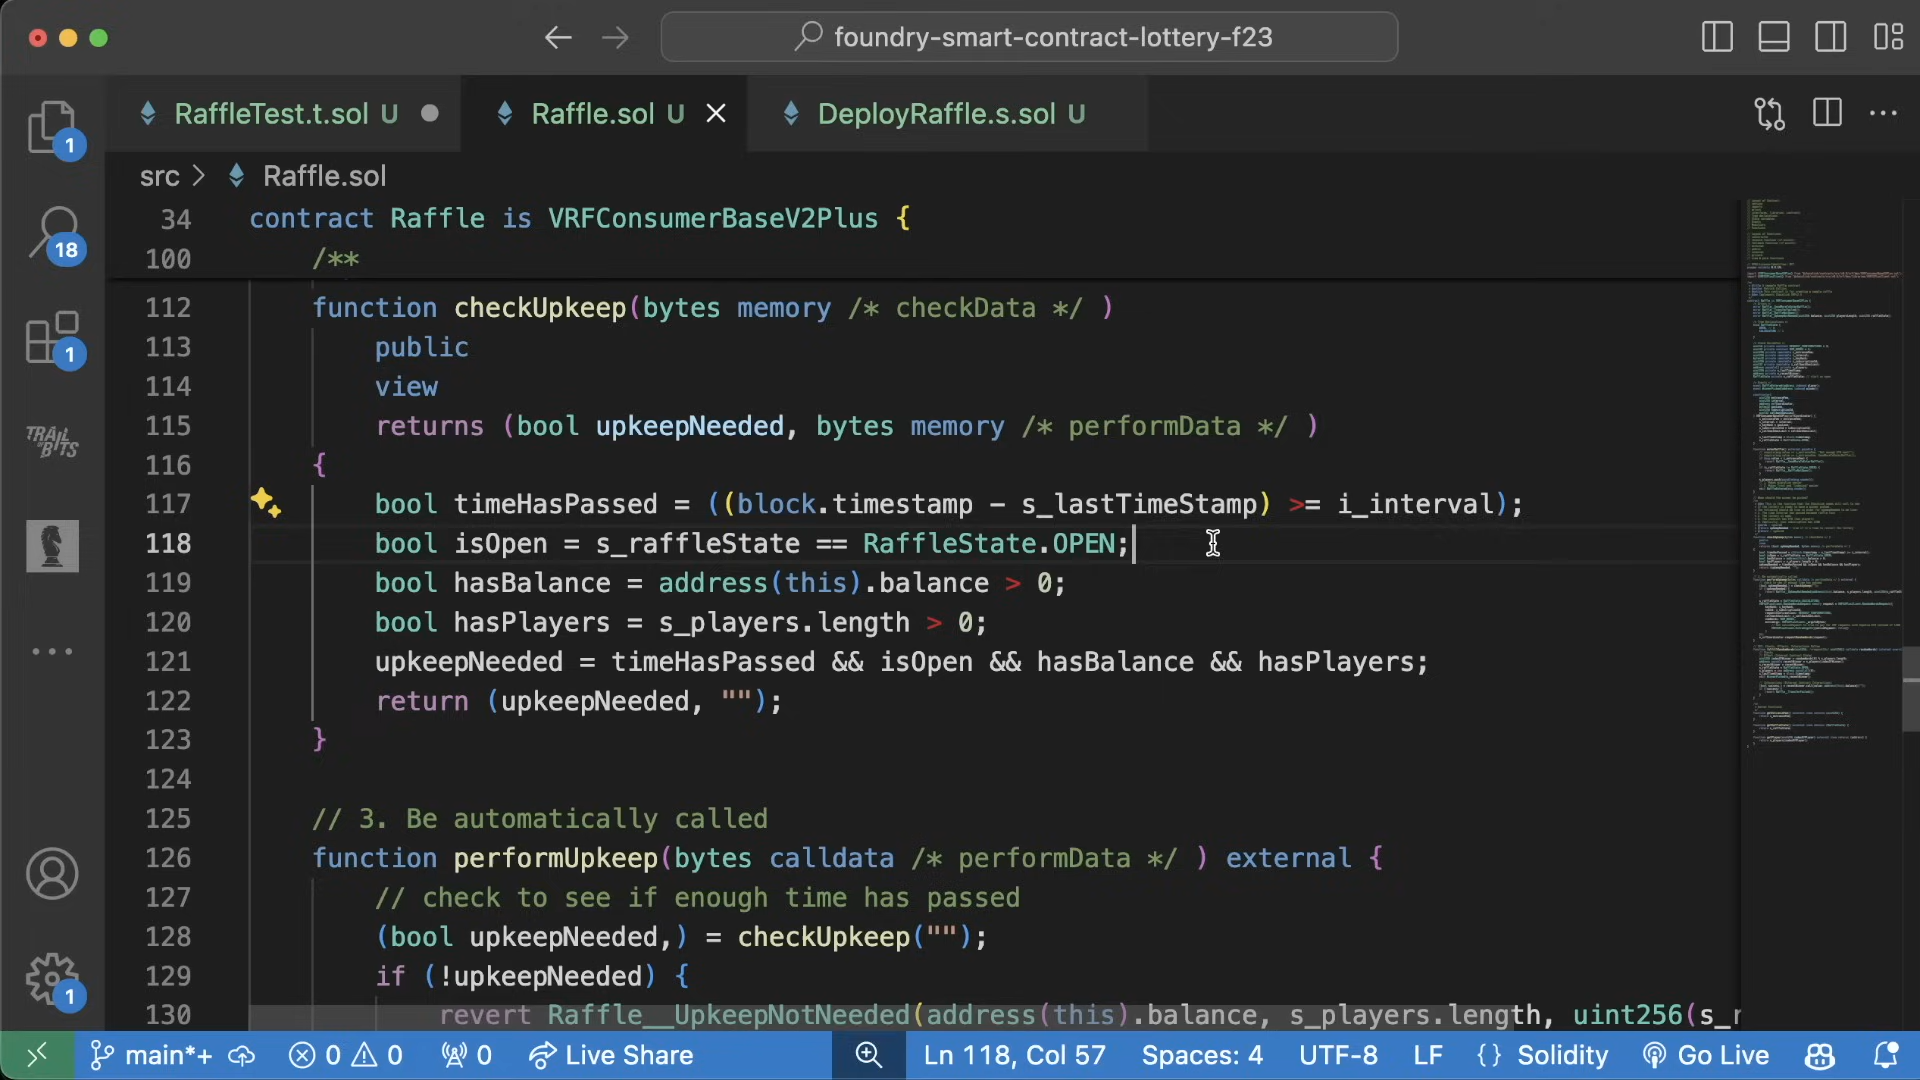 foundry-smart-contract-lottery-f23
RaffleTest.t.sol U
Raffle.sol U
DeployRaffle.s.sol U
src > Raffle.sol
34 contract Raffle is VRFConsumerBaseV2Plus {
100 /**
112 function checkUpkeep(bytes memory /* checkData */ )
113 public
114 view
115 returns (bool upkeepNeeded, bytes memory /* performData */ )
116 {
117 bool timeHasPassed = ((block.timestamp - s_lastTimeStamp) >= i_interval);
118 bool isOpen = s_raffleState == RaffleState.OPEN;
119 bool hasBalance = address(this).balance > 0;
120 bool hasPlayers = s_players.length > 0;
121 upkeepNeeded = timeHasPassed && isOpen && hasBalance && hasPlayers;
122 return (upkeepNeeded, "");
123 }
124
125 // 3. Be automatically called
126 function performUpkeep(bytes calldata /* performData */ ) external {
127 // check to see if enough time has passed
128 (bool upkeepNeeded,) = checkUpkeep("");
129 if (!upkeepNeeded) {
130 revert Raffle__UpkeepNotNeeded(address(this).balance, s_players.length, uint256(s_r
1
18
1
TRAIL
BITS
1
main*+ 0 0 0 Live Share Ln 118, Col 57 Spaces: 4 UTF-8 LF {} Solidity Go Live